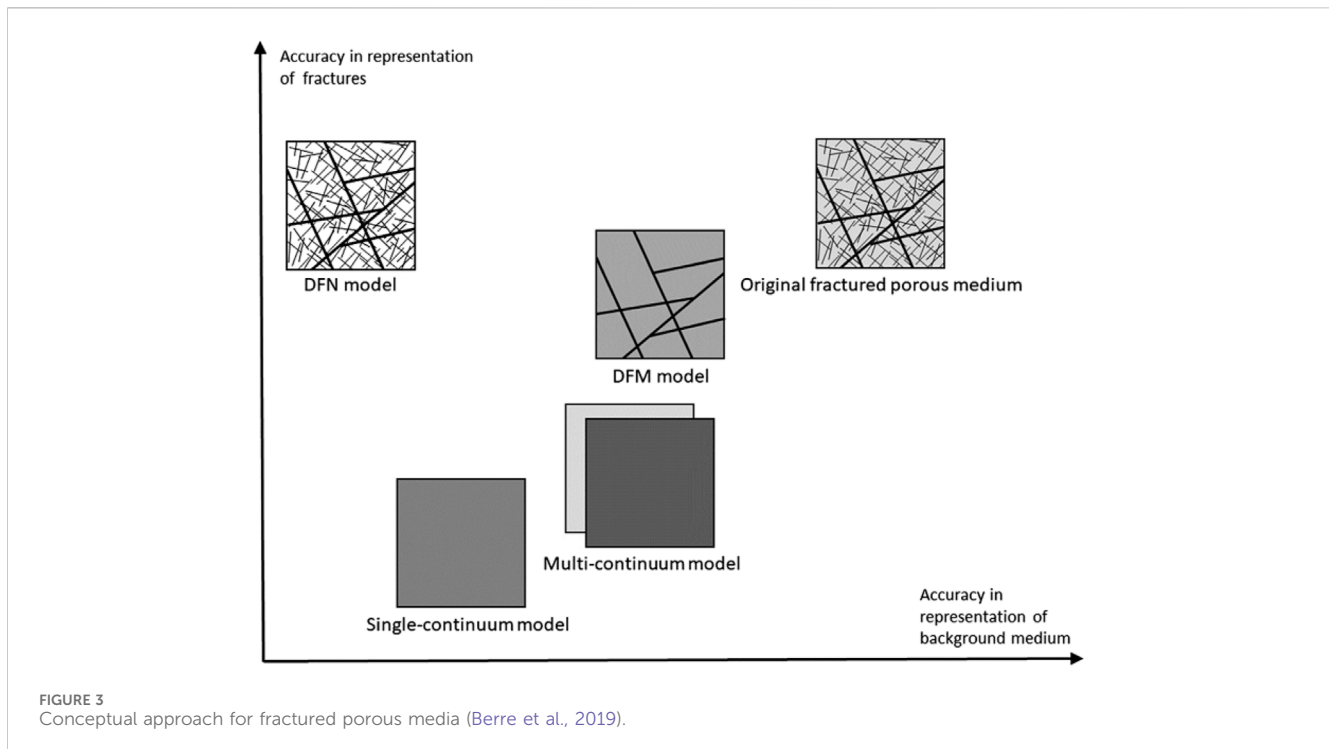 Accuracy in representation
of fractures
DFN model
Original fractured porous medium
DFM model
Multi-continuum model
Single-continuum model
Accuracy in
representation of
background medium
FIGURE 3
Conceptual approach for fractured porous media (Berre et al., 2019).